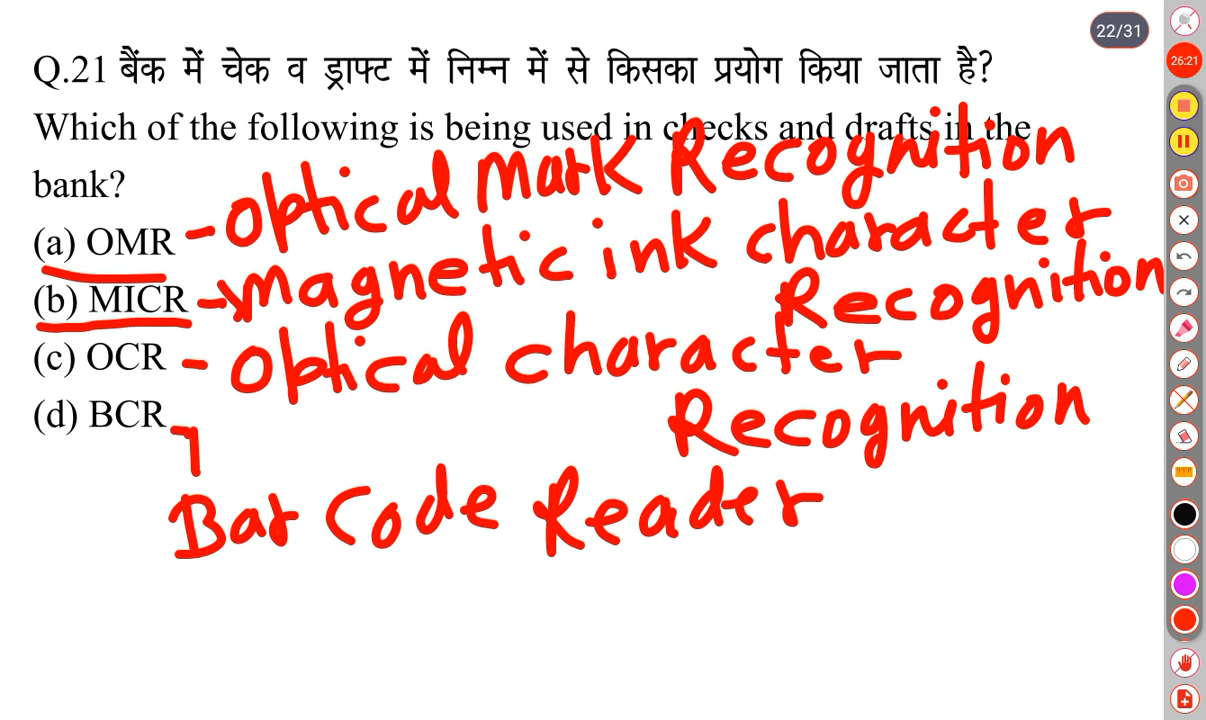 22/31
26:21
Q.21 बैंक में चेक व ड्राफ्ट में निम्न में से किसका प्रयोग किया जाता है?
Which of the following is being used in checks and drafts in the
bank?
(a) OMR - Optical Mark Recognition
(b) MICR - Magnetic ink character
Recognition
(c) OCR - Optical character
Recognition
(d) BCR
Bar Code Reader